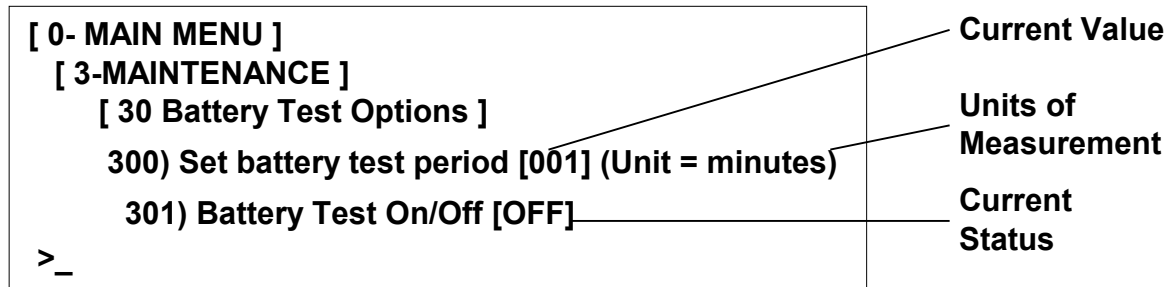 [ 0- MAIN MENU ]
[ 3-MAINTENANCE ]
[ 30 Battery Test Options ]
300) Set battery test period [001] (Unit = minutes)
301) Battery Test On/Off [OFF]
>_
Current Value
Units of
Measurement
Current
Status